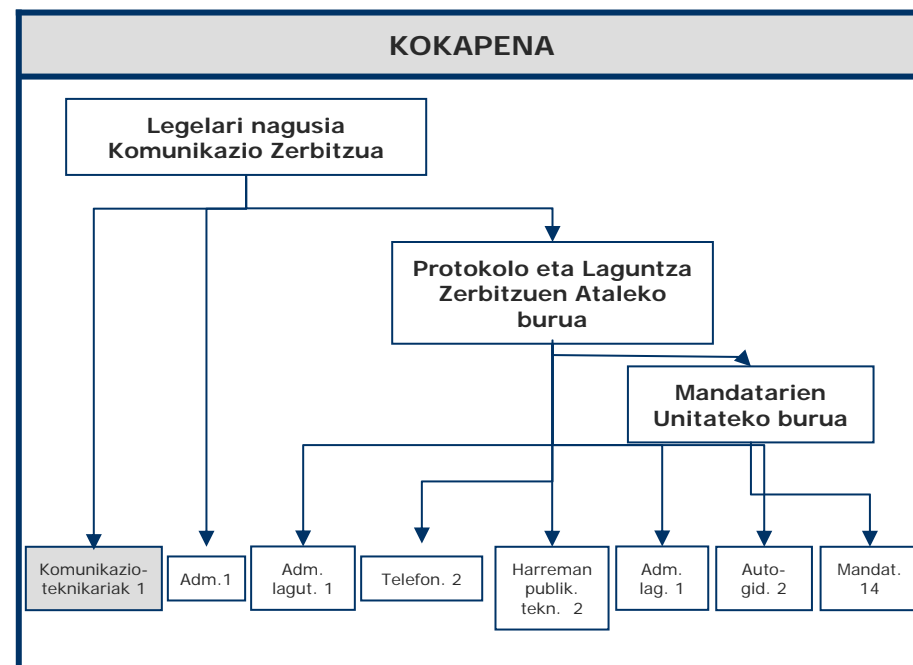 KOKAPENA
Legelari nagusia
Komunikazio Zerbitzua
Protokolo eta Laguntza
Zerbitzuen Ataleko
burua
Mandatarien
Unitateko burua
Komunikazio-
teknikariak 1
Adm.1
Adm.
lagut. 1
Telefon. 2
Harreman
publik.
tekn. 2
Adm.
lag. 1
Auto-
gid. 2
Mandat.
14